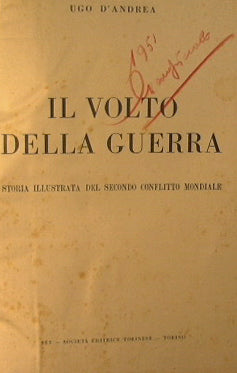 UGO D'ANDREA
1951
IL VOLTO
DELLA GUERRA
STORIA ILLUSTRATA DEL SECONDO CONFLITTO MONDIALE
SET - SOCIETÀ EDITRICE TORINESE - TORINO